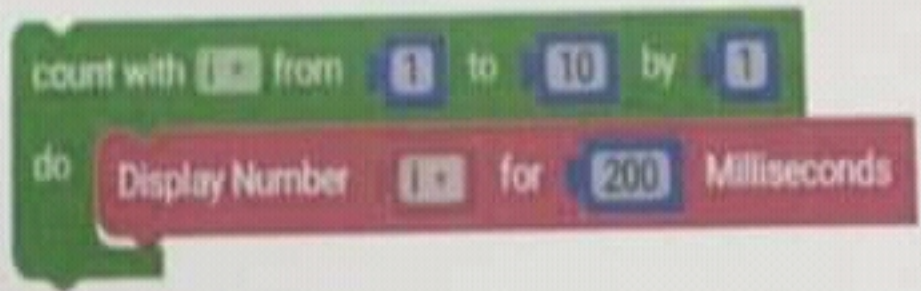 count with i from 1 to 10 by 1
do Display Number i for 200 Milliseconds